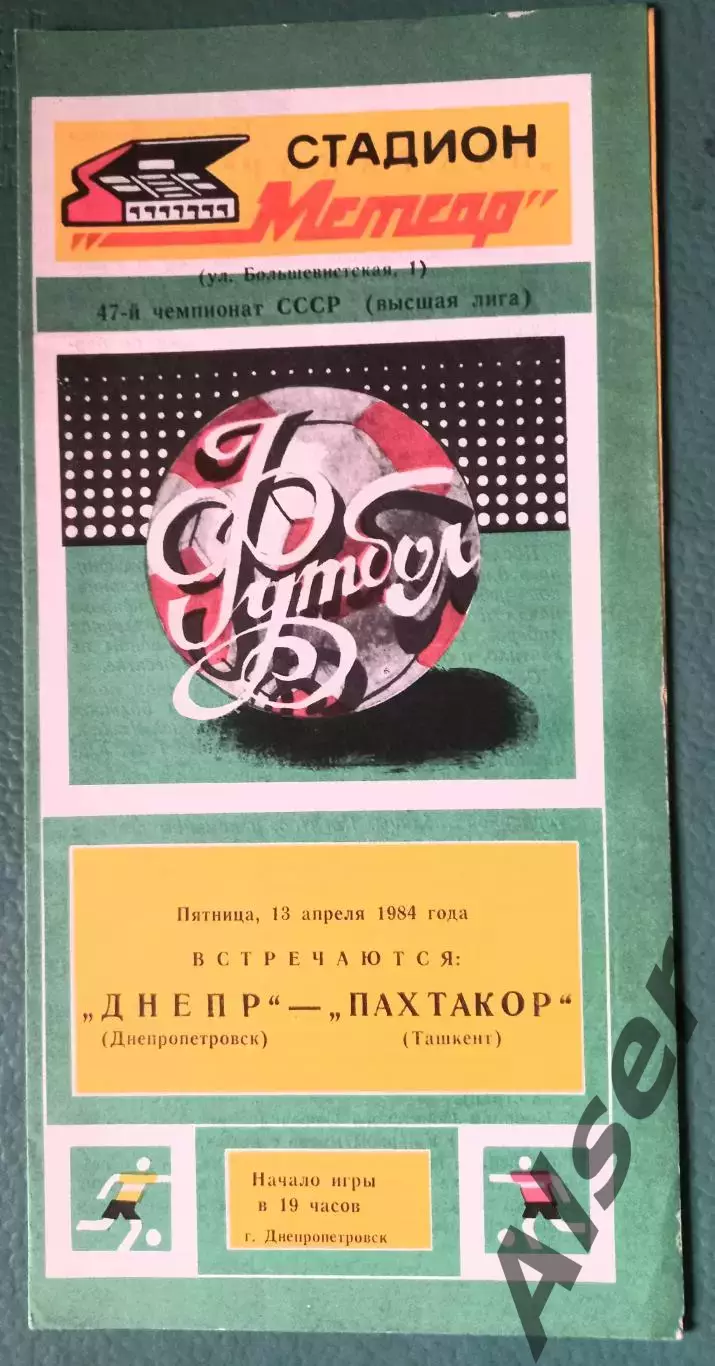 СТАДИОН
„Метеор"
(ул. Большевистская, 1)
47-й чемпионат СССР (высшая лига)
Футбол
Пятница, 13 апреля 1984 года
ВСТРЕЧАЮТСЯ:
„ДНЕПР“ — „ПАХТАКОР“
(Днепропетровск) (Ташкент)
Начало игры
в 19 часов
г. Днепропетровск
Alser